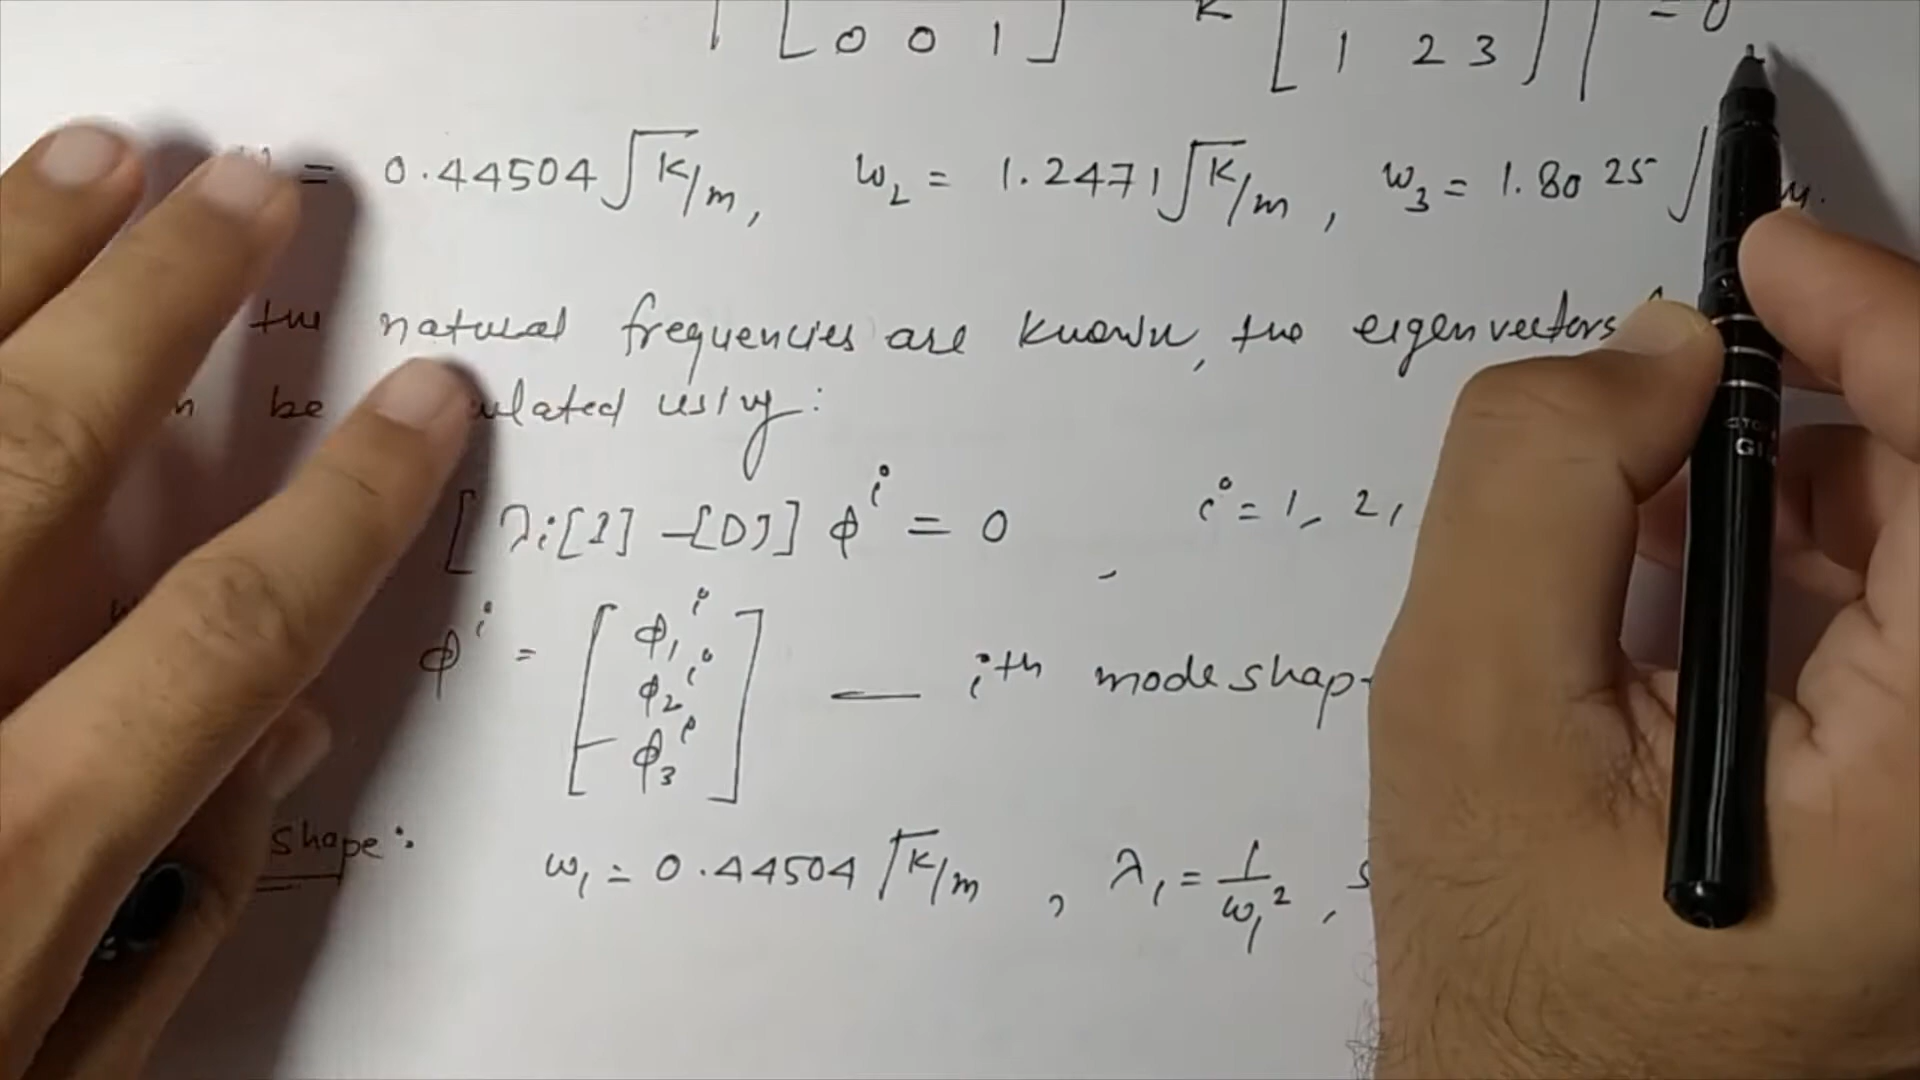 0 0 1 ] K [ 1 2 3 ] | = 0
= 0.44504 √K/m, ω₂ = 1.2471 √K/m, ω₃ = 1.8025 √
the natural frequencies are known, the eigenvectors
be using:
[λi[I] -[D]] ϕⁱ = 0, i = 1, 2,
ϕⁱ = [ϕ₁ⁱ
ϕ₂ⁱ — ith mode
ϕ₃ⁱ]
shape: ω₁ = 0.44504 √K/m, λ₁ = 1/ω₁²,